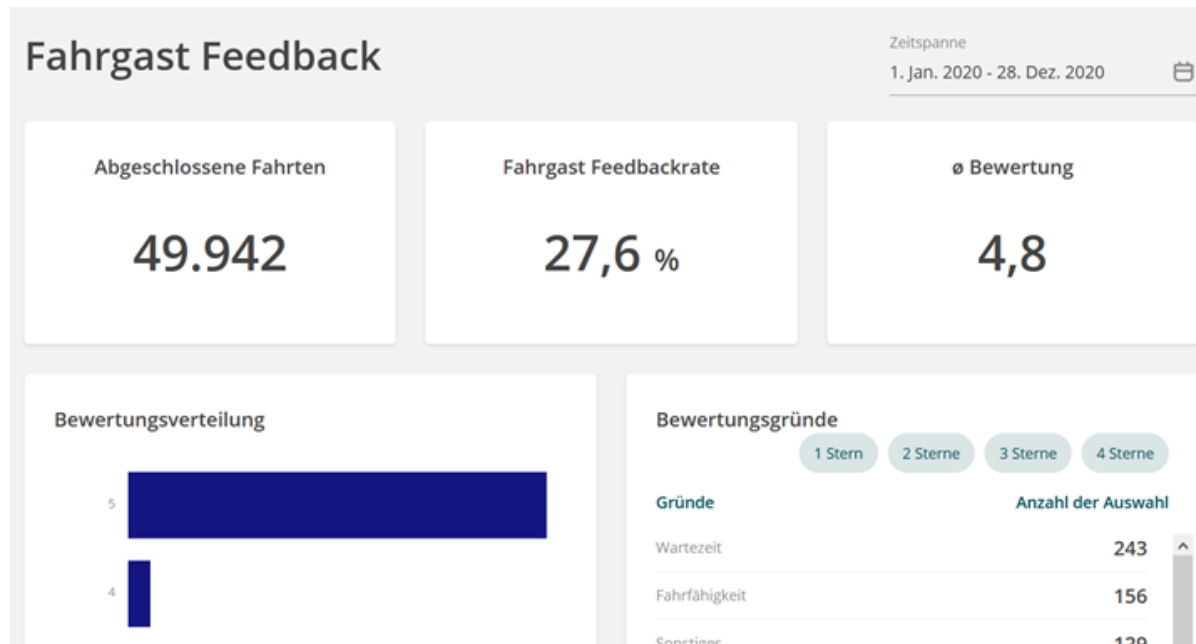 Fahrgast Feedback
Zeitspanne
1. Jan. 2020 - 28. Dez. 2020
Abgeschlossene Fahrten
49.942
Fahrgast Feedbackrate
27,6 %
ø Bewertung
4,8
Bewertungsverteilung
5
4
Bewertungsgründe
1 Stern 2 Sterne 3 Sterne 4 Sterne
Gründe Anzahl der Auswahl
Wartezeit 243
Fahrfähigkeit 156
Sonstiges 129